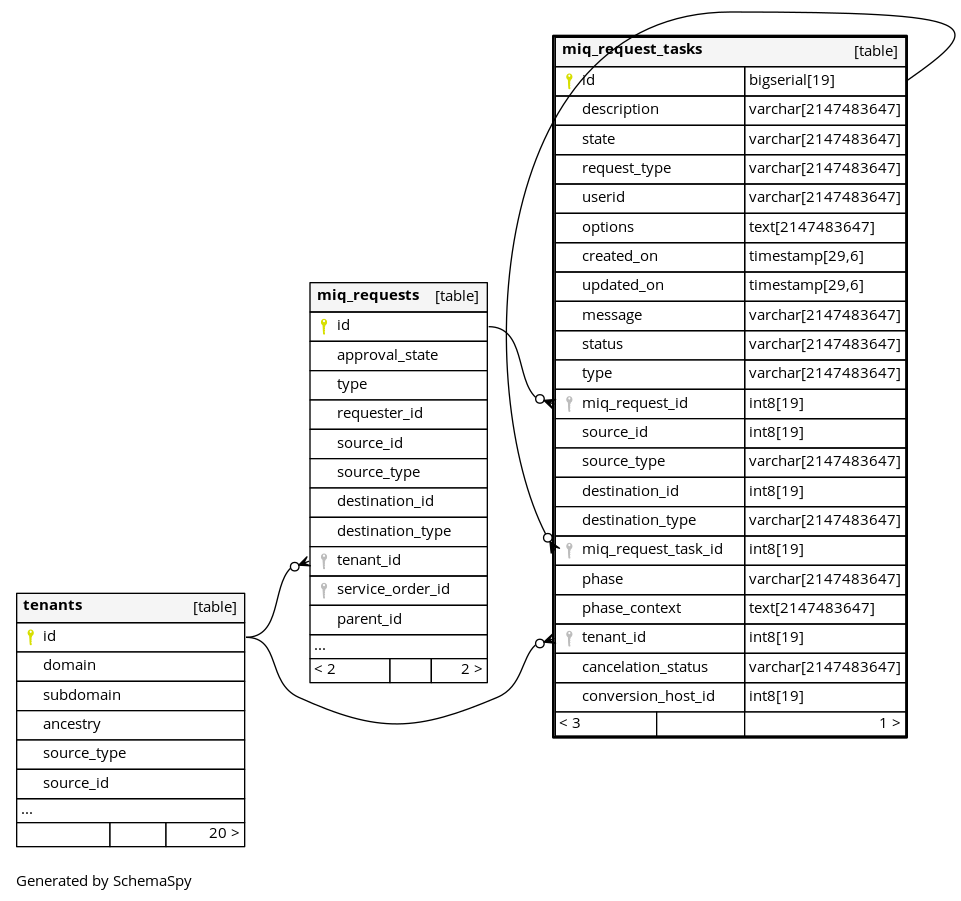 miq_request_tasks [table]
id bigserial[19]
description varchar[2147483647]
state varchar[2147483647]
request_type varchar[2147483647]
userid varchar[2147483647]
options text[2147483647]
created_on timestamp[29,6]
updated_on timestamp[29,6]
message varchar[2147483647]
status varchar[2147483647]
type varchar[2147483647]
miq_request_id int8[19]
source_id int8[19]
source_type varchar[2147483647]
destination_id int8[19]
destination_type varchar[2147483647]
miq_request_task_id int8[19]
phase varchar[2147483647]
phase_context text[2147483647]
tenant_id int8[19]
cancelation_status varchar[2147483647]
conversion_host_id int8[19]
< 3 1 >
miq_requests [table]
id
approval_state
type
requester_id
source_id
source_type
destination_id
destination_type
tenant_id
service_order_id
parent_id
...
< 2 2 >
tenants [table]
id
domain
subdomain
ancestry
source_type
source_id
...
20 >
Generated by SchemaSpy